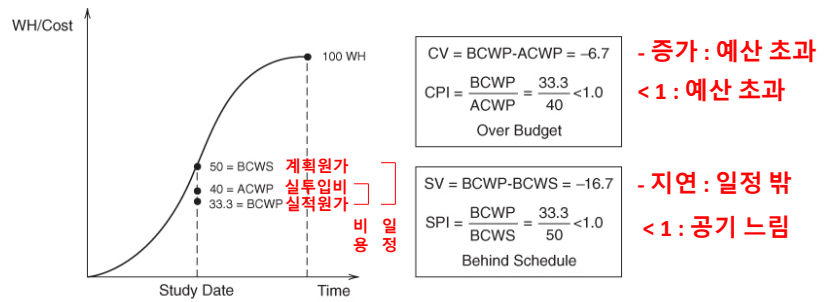 WH/Cost
100 WH
50 = BCWS 계획원가
40 = ACWP 실투입비
33.3 = BCWP 실적원가
비용
일정
Study Date
Time
CV = BCWP-ACWP = –6.7
CPI = BCWP/ACWP = 33.3/40 <1.0
Over Budget
- 증가 : 예산 초과
< 1 : 예산 초과
SV = BCWP-BCWS = –16.7
SPI = BCWP/BCWS = 33.3/50 <1.0
Behind Schedule
- 지연 : 일정 밖
< 1 : 공기 느림